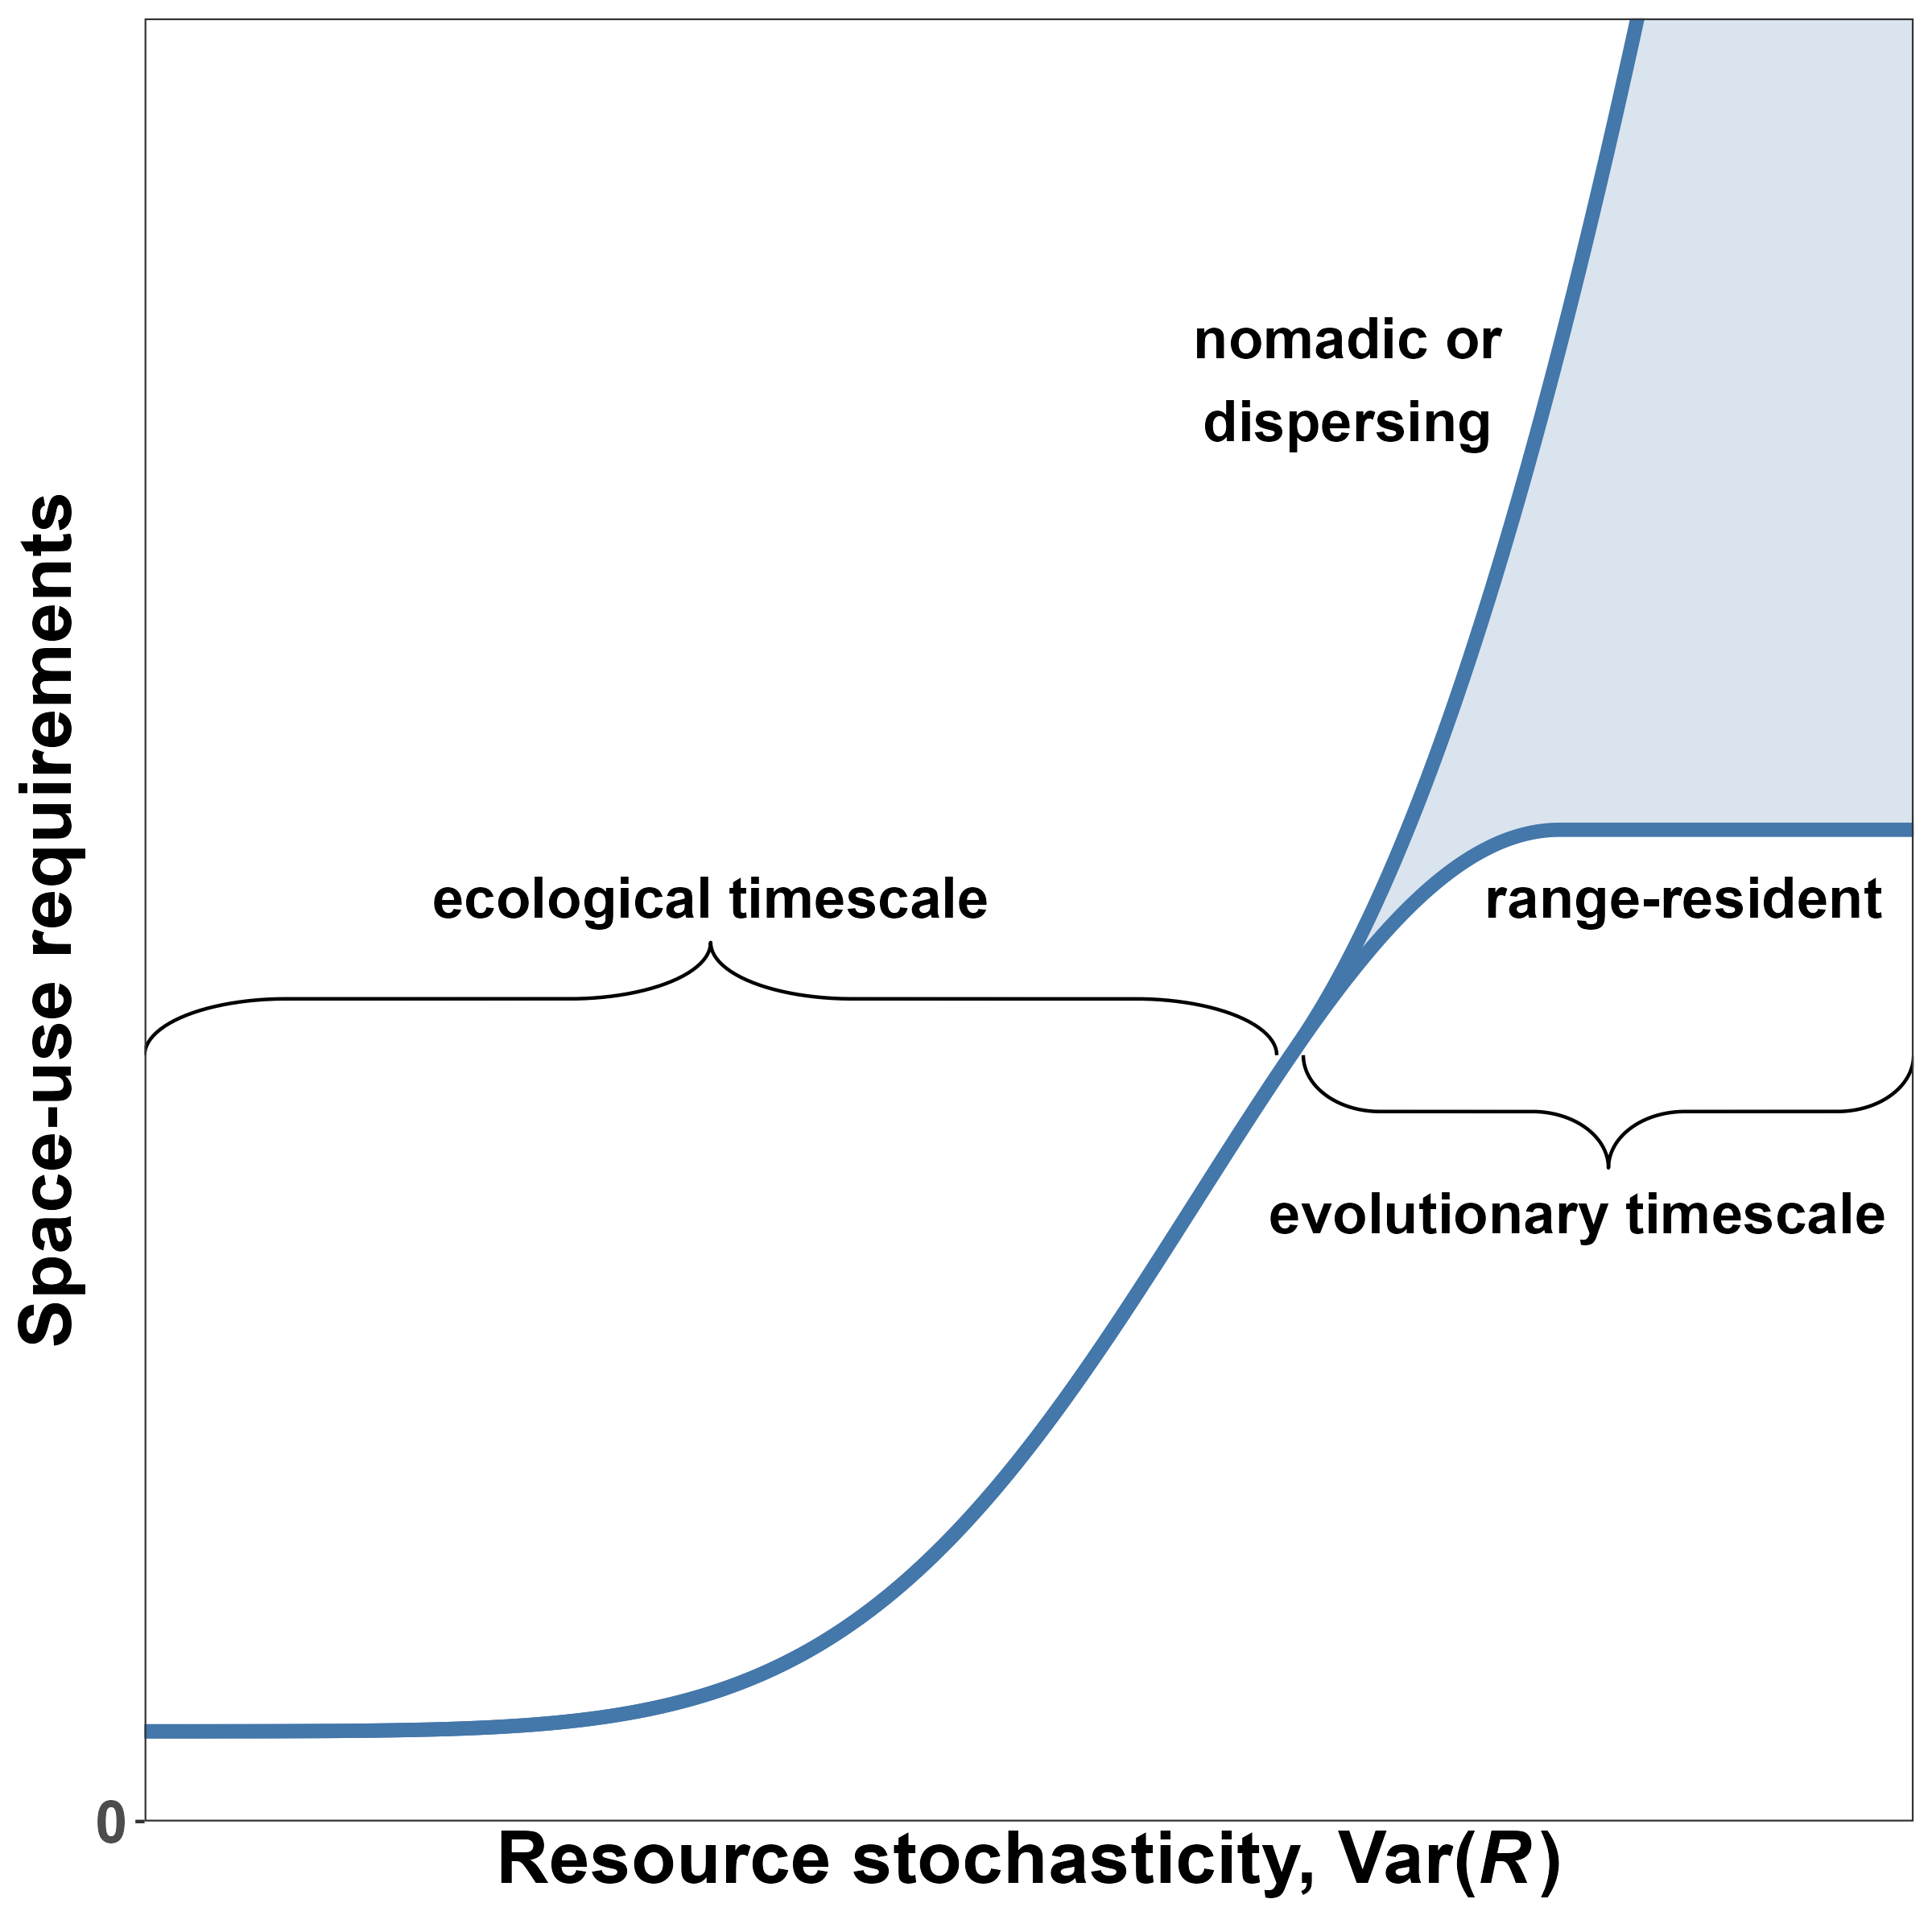 Space-use requirements
nomadic or
dispersing
ecological timescale
range-resident
evolutionary timescale
0
Resource stochasticity, Var(R)